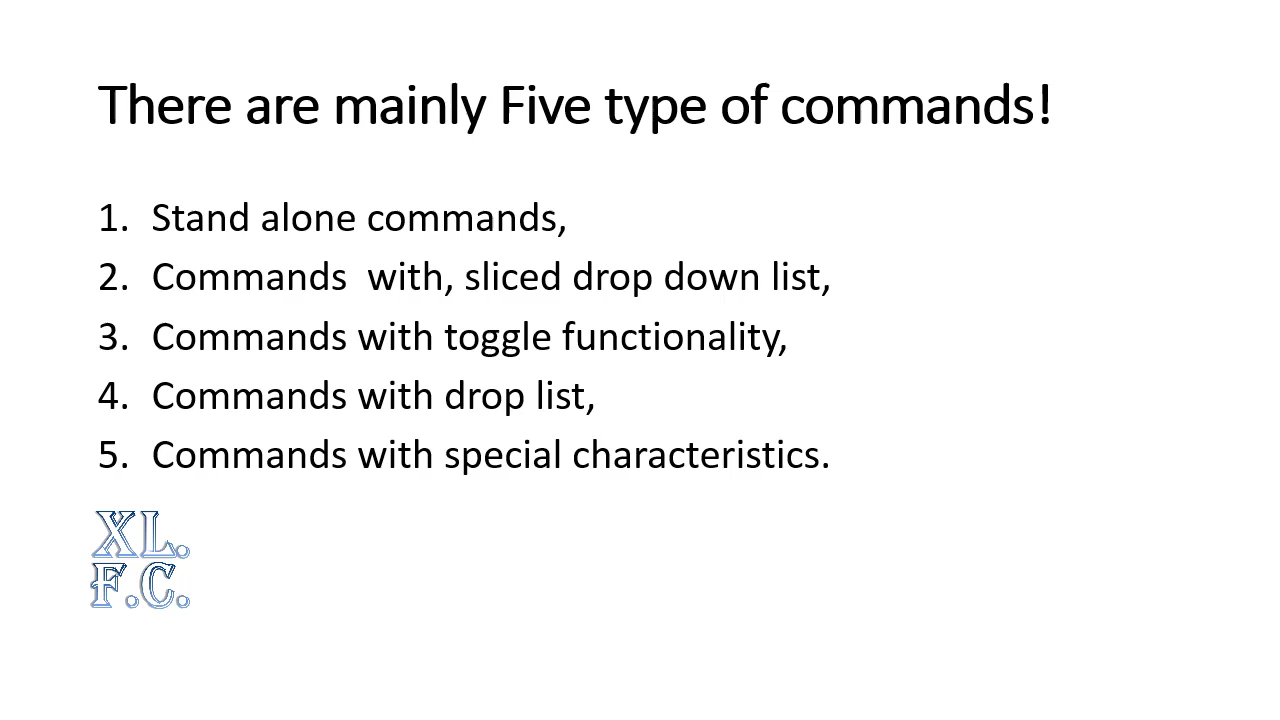 There are mainly Five type of commands!
1. Stand alone commands,
2. Commands  with, sliced drop down list,
3. Commands with toggle functionality,
4. Commands with drop list,
5. Commands with special characteristics.
XL.
F.C.